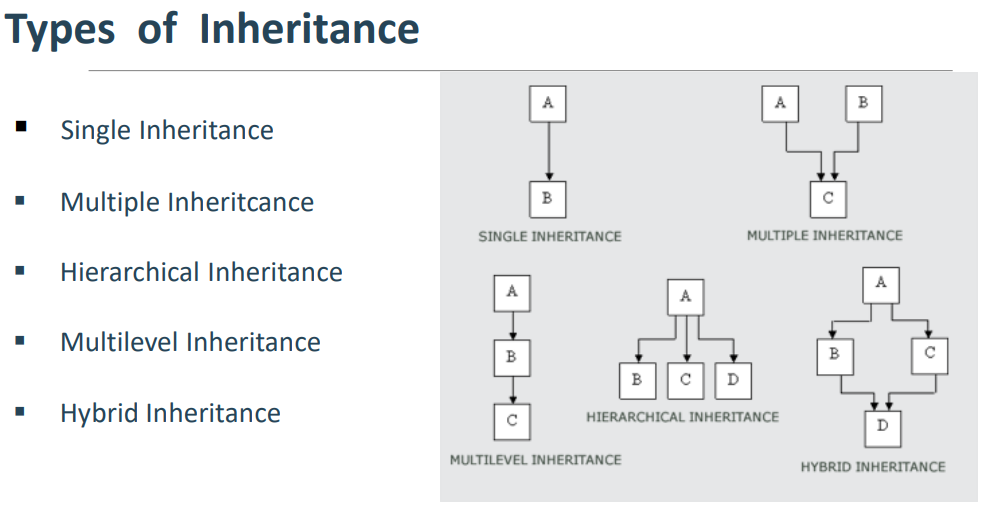 Types of Inheritance
Single Inheritance
Multiple Inheritcance
Hierarchical Inheritance
Multilevel Inheritance
Hybrid Inheritance
A
B
SINGLE INHERITANCE
A B
C
MULTIPLE INHERITANCE
A
B
C
MULTILEVEL INHERITANCE
A
B C D
HIERARCHICAL INHERITANCE
A
B C
D
HYBRID INHERITANCE